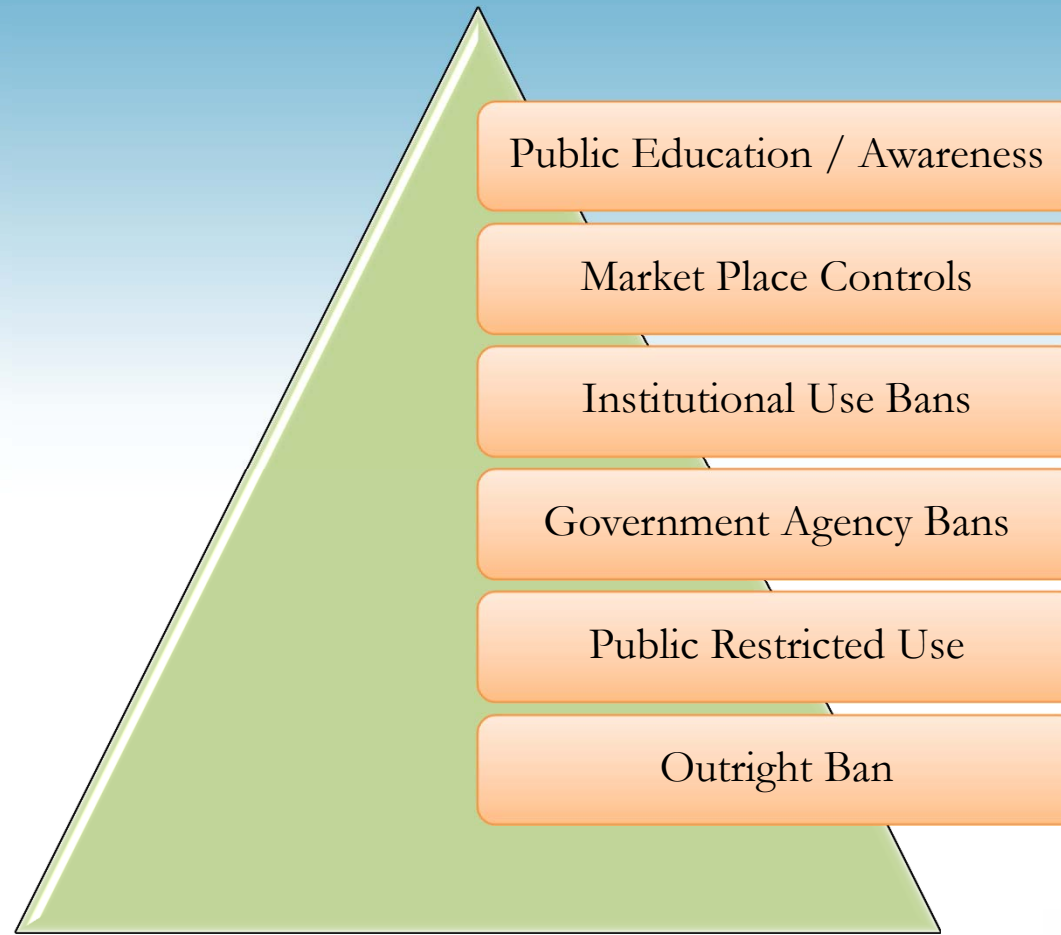 Public Education / Awareness
Market Place Controls
Institutional Use Bans
Government Agency Bans
Public Restricted Use
Outright Ban